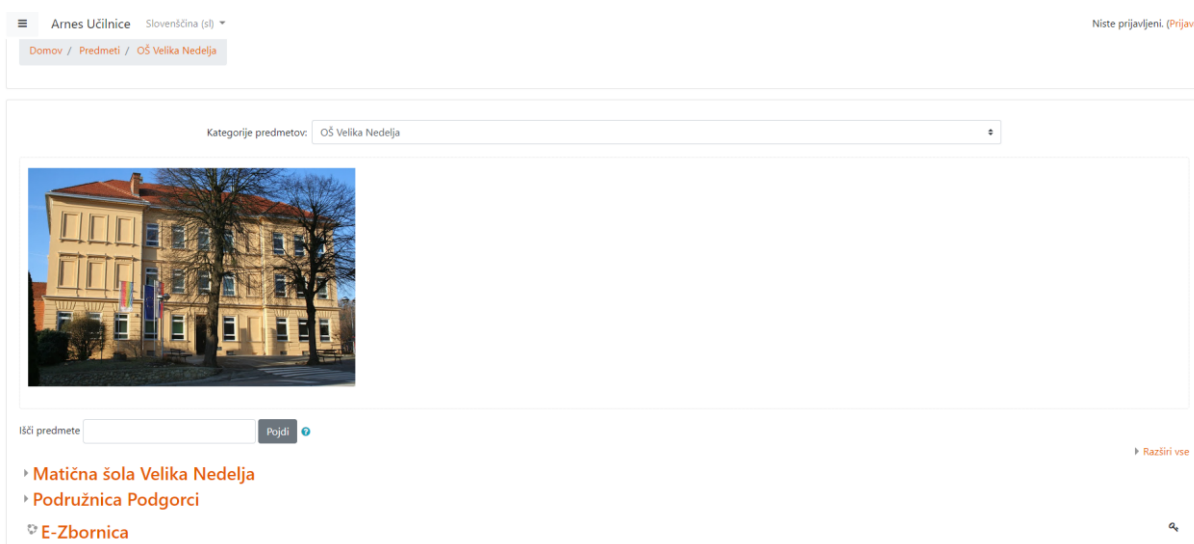 Arnes Učilnice Slovenščina (sl)
Niste prijavljeni. (Prijav
Domov / Predmeti / OŠ Velika Nedelja
Kategorije predmetov: OŠ Velika Nedelja
Išči predmete Pojdi
Razširi vse
Matična šola Velika Nedelja
Podružnica Podgorci
E-Zbornica